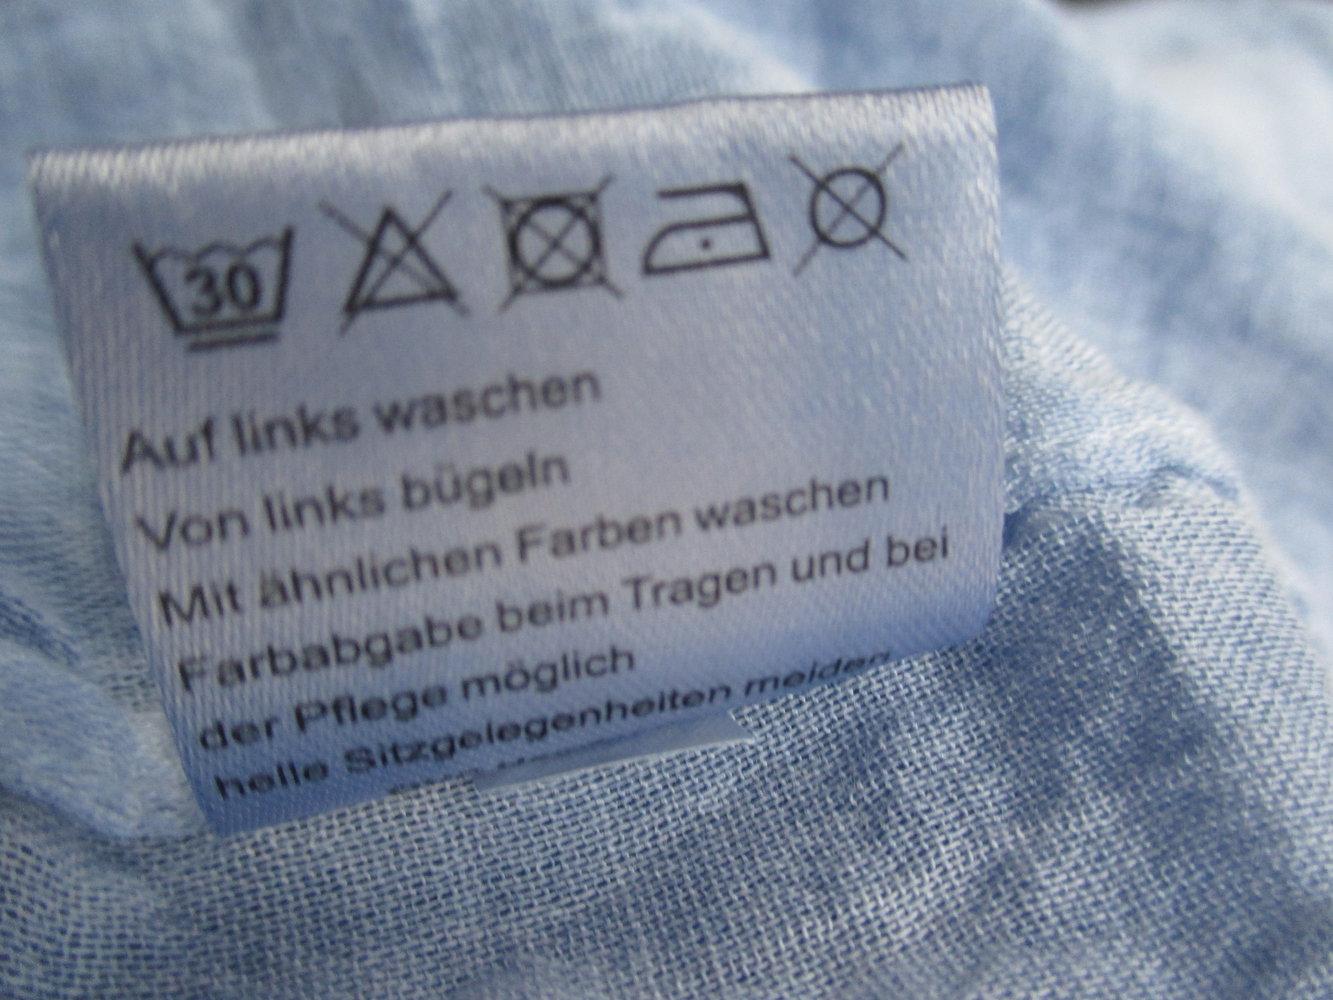 30
Auf links waschen
Von links bügeln
Mit ähnlichen Farben waschen
Farbabgabe beim Tragen und bei
der Pflege möglich
helle Sitzgelegenheiten meiden